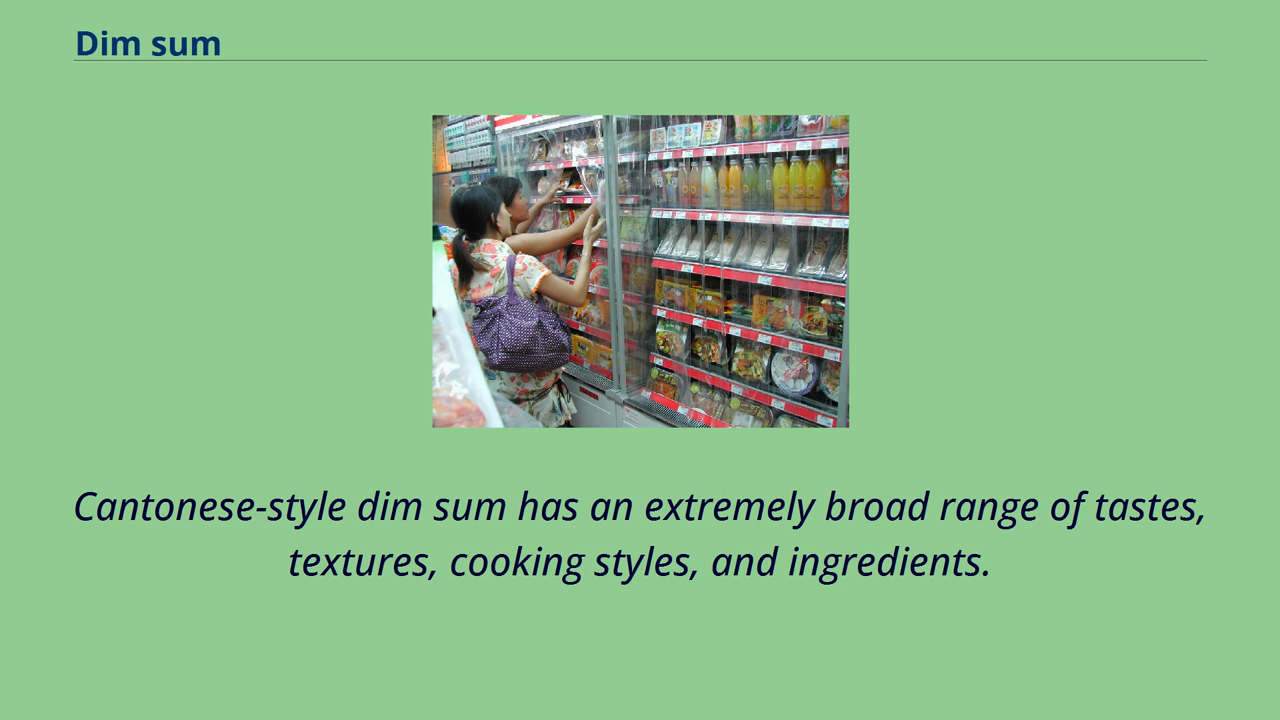 Dim sum
Cantonese-style dim sum has an extremely broad range of tastes,
textures, cooking styles, and ingredients.